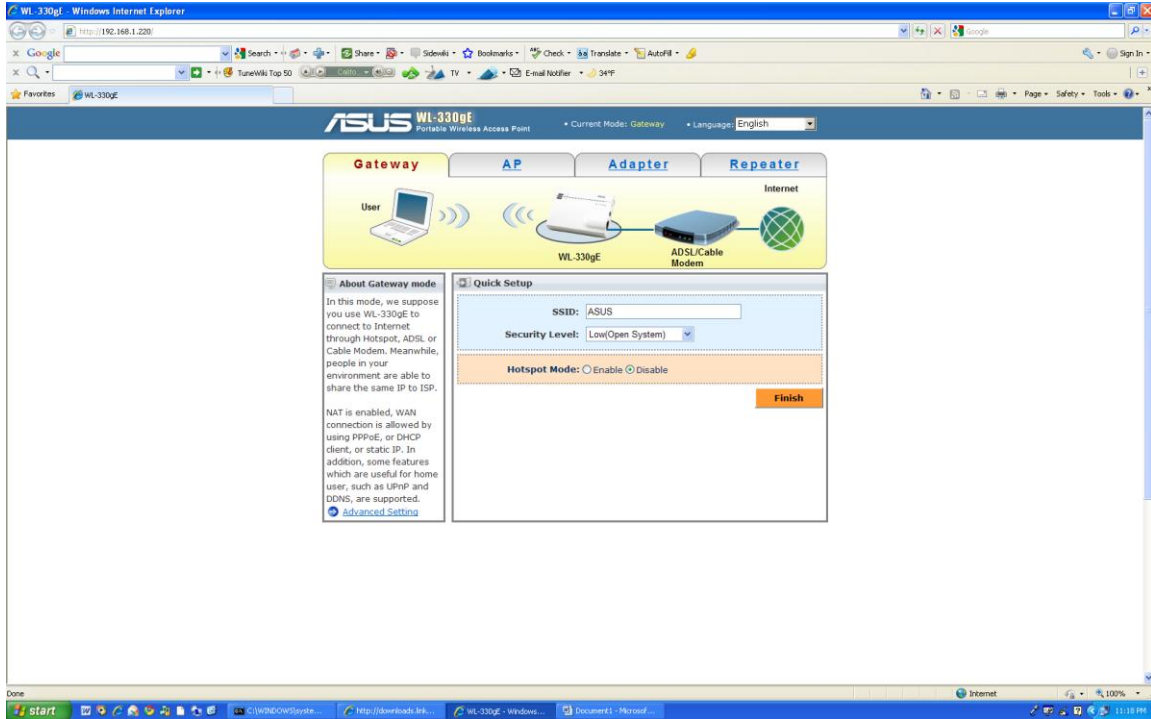 WL-330gE - Windows Internet Explorer
http://192.168.1.220/
Google
x Google Search Share Sidewiki Bookmarks Check Translate AutoFill Sign In
x TuneWiki Top 50 TV E-mail Notifier 34°F
Favorites WL-330gE Page Safety Tools
ASUS WL-330gE
Portable Wireless Access Point
Current Mode: Gateway
Language: English
Gateway AP Adapter Repeater
Internet
User
WL-330gE
ADSL/Cable
Modem
About Gateway mode
In this mode, we suppose
you use WL-330gE to
connect to Internet
through Hotspot, ADSL or
Cable Modem. Meanwhile,
people in your
environment are able to
share the same IP to ISP.
NAT is enabled, WAN
connection is allowed by
using PPPoE, or DHCP
client, or static IP. In
addition, some features
which are useful for home
user, such as UPnP and
DDNS, are supported.
Advanced Setting
Quick Setup
SSID: ASUS
Security Level: Low(Open System)
Hotspot Mode: Enable Disable
Finish
Done Internet 100%
start C:\WINDOWS\syste... http://downloads.link... WL-330gE - Windows... Document1 - Microsof... 11:18 PM